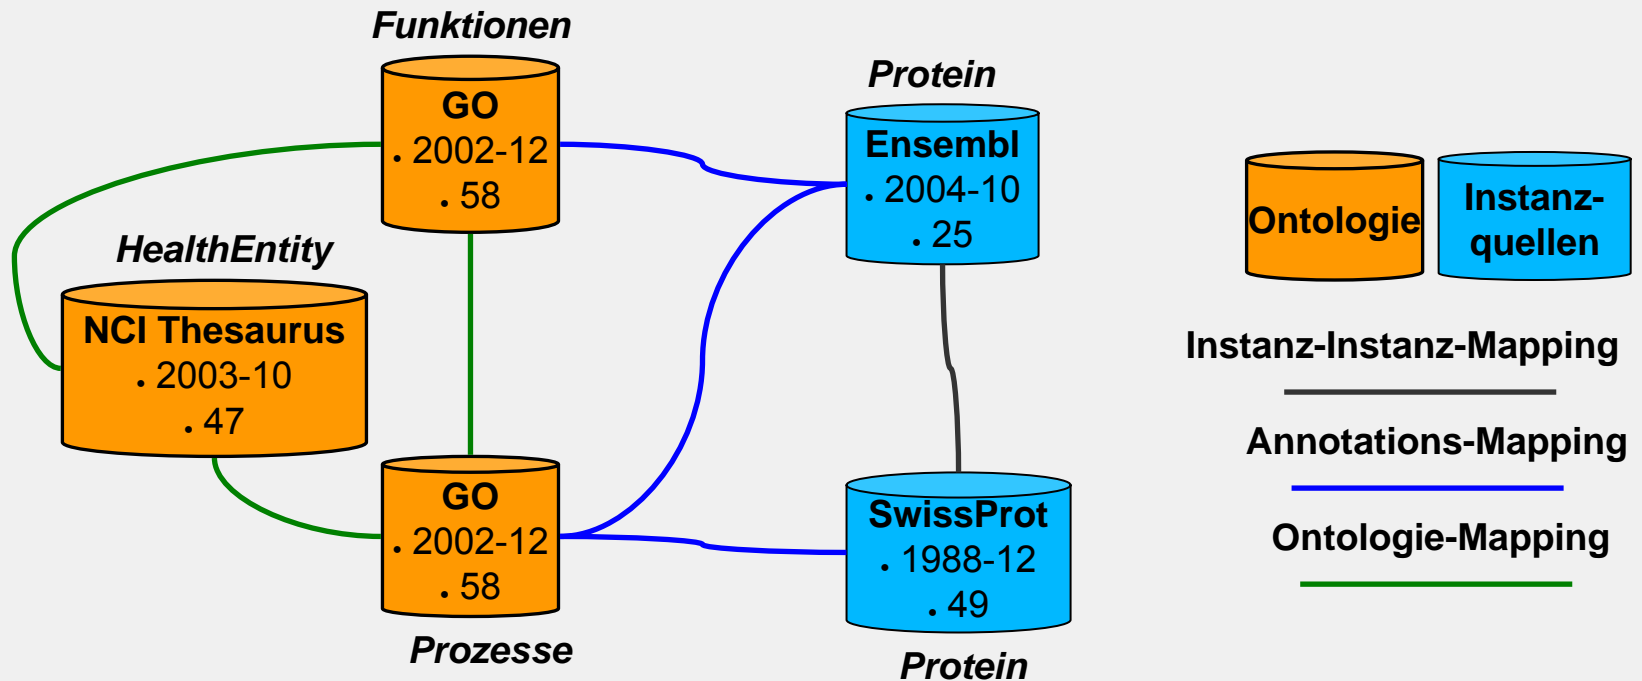 Funktionen
GO
. 2002-12
. 58
HealthEntity
NCI Thesaurus
. 2003-10
. 47
GO
. 2002-12
. 58
Prozesse
Protein
Ensembl
. 2004-10
. 25
SwissProt
. 1988-12
. 49
Protein
Ontologie
Instanz-
quellen
Instanz-Instanz-Mapping
Annotations-Mapping
Ontologie-Mapping